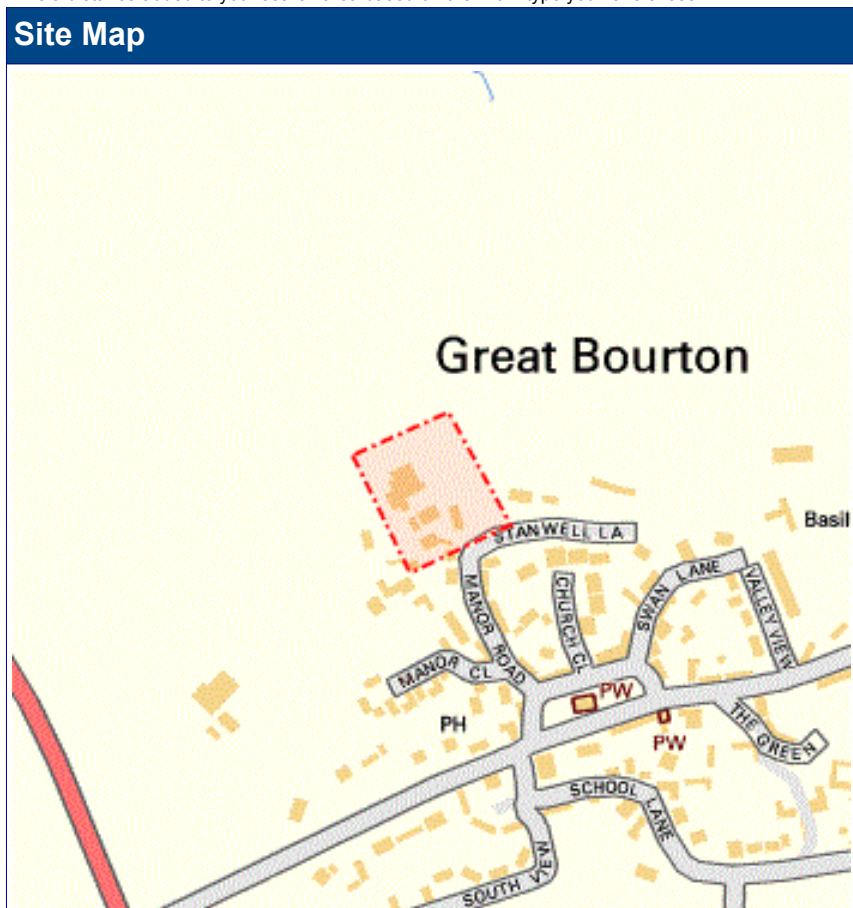 Site Map
Great Bourton
Basil
STANWELL LA
MANOR ROAD
CHURCH CL
SWAN LANE
VALLEY VIEW
MANOR CL
PW
PH
PW
THE GREEN
SCHOOL LANE
SOUTH VIEW